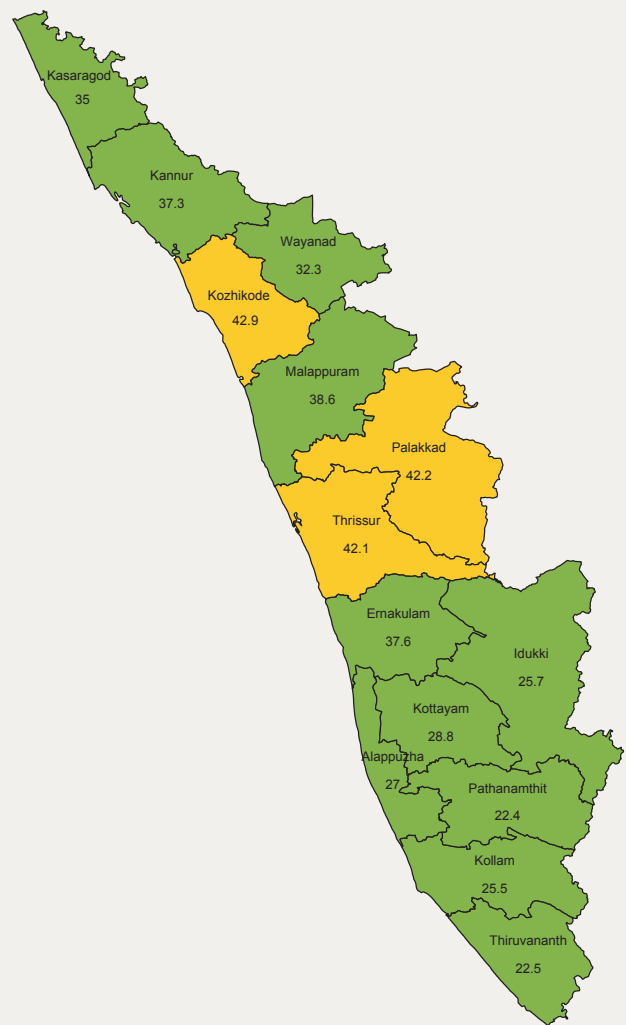 Kasaragod
35
Kannur
37.3
Wayanad
32.3
Kozhikode
42.9
Malappuram
38.6
Palakkad
42.2
Thrissur
42.1
Ernakulam
37.6
Idukki
25.7
Kottayam
28.8
Alappuzha
27
Pathanamthit
22.4
Kollam
25.5
Thiruvananth
22.5